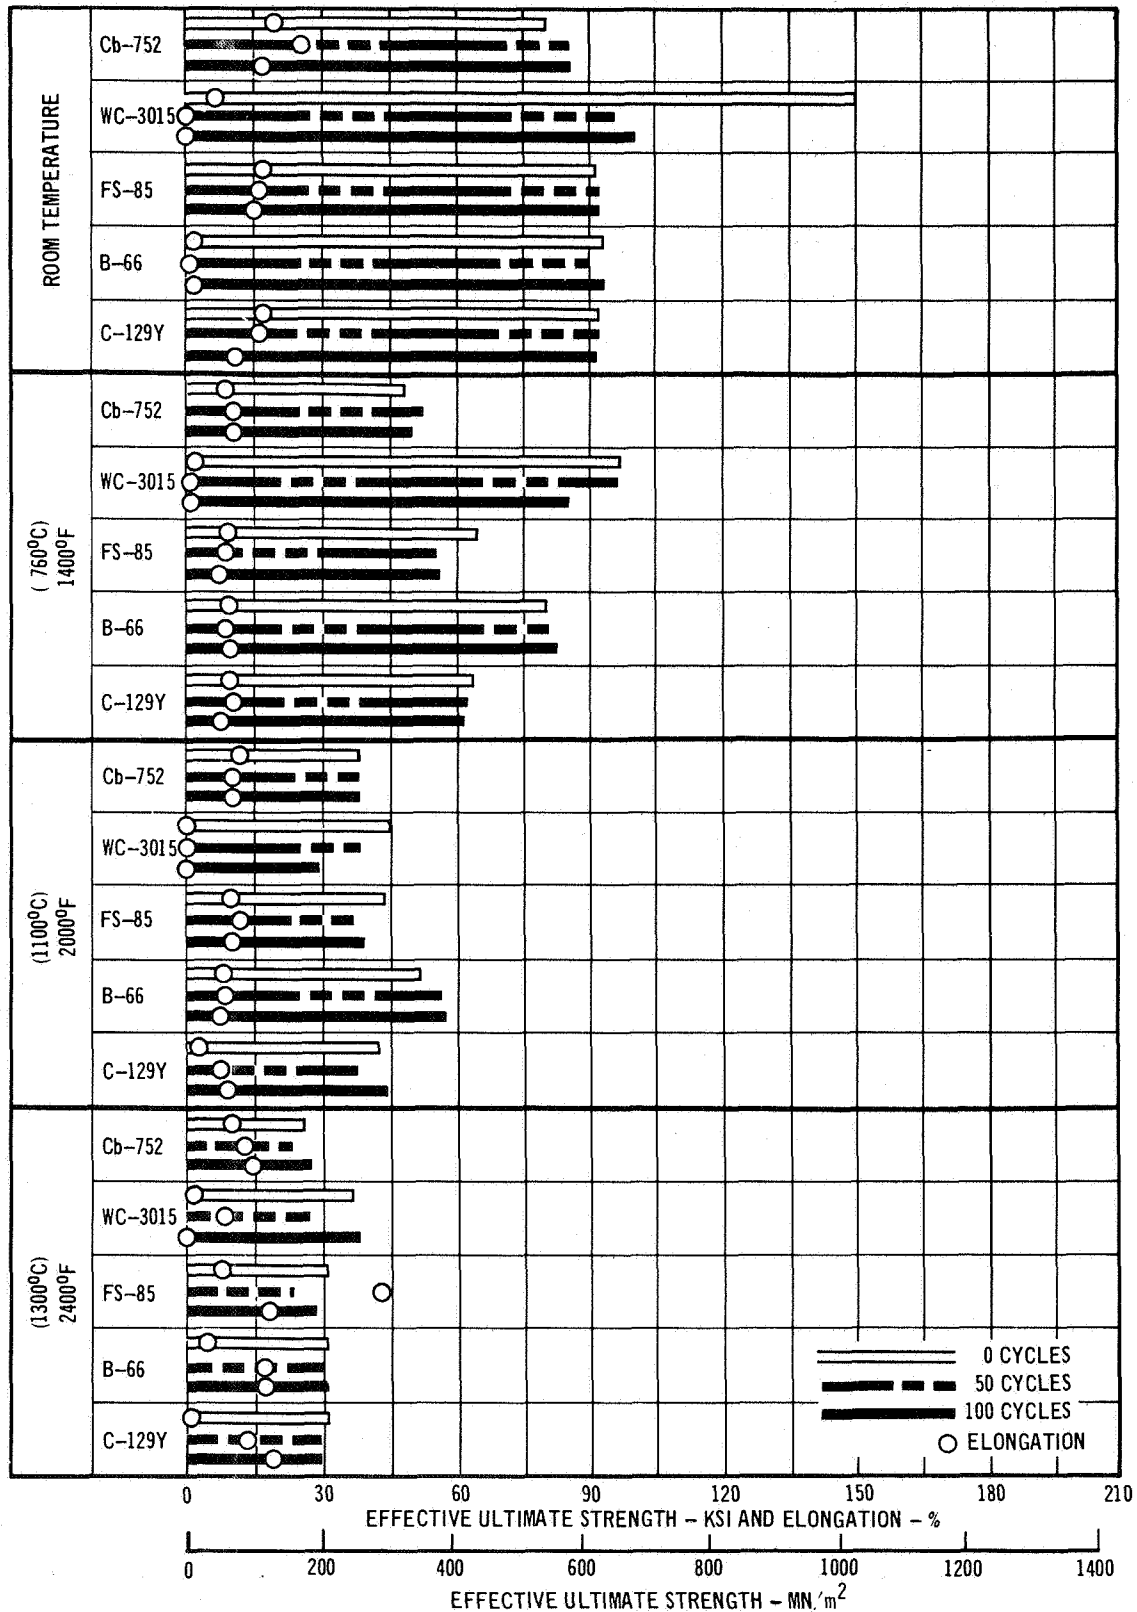 ROOM TEMPERATURE
Cb-752
WC-3015
FS-85
B-66
C-129Y
( 760°C)
1400°F
Cb-752
WC-3015
FS-85
B-66
C-129Y
(1100°C)
2000°F
Cb-752
WC-3015
FS-85
B-66
C-129Y
(1300°C)
2400°F
Cb-752
WC-3015
FS-85
B-66
C-129Y
0 CYCLES
50 CYCLES
100 CYCLES
ELONGATION
0 30 60 90 120 150 180 210
EFFECTIVE ULTIMATE STRENGTH - KSI AND ELONGATION - %
0 200 400 600 800 1000 1200 1400
EFFECTIVE ULTIMATE STRENGTH - MN/m²